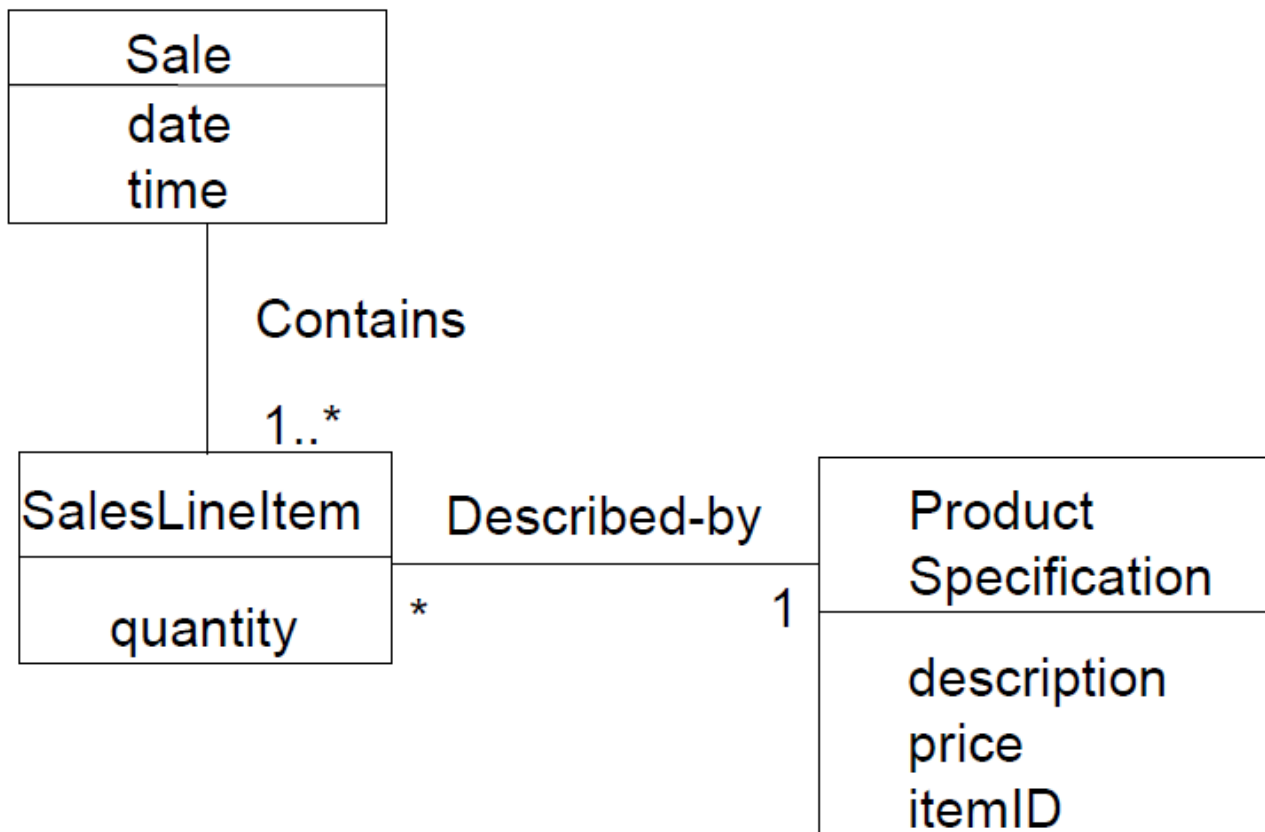 Sale
date
time
Contains
1..*
SalesLineItem
quantity
Described-by
*
1
Product
Specification
description
price
itemID